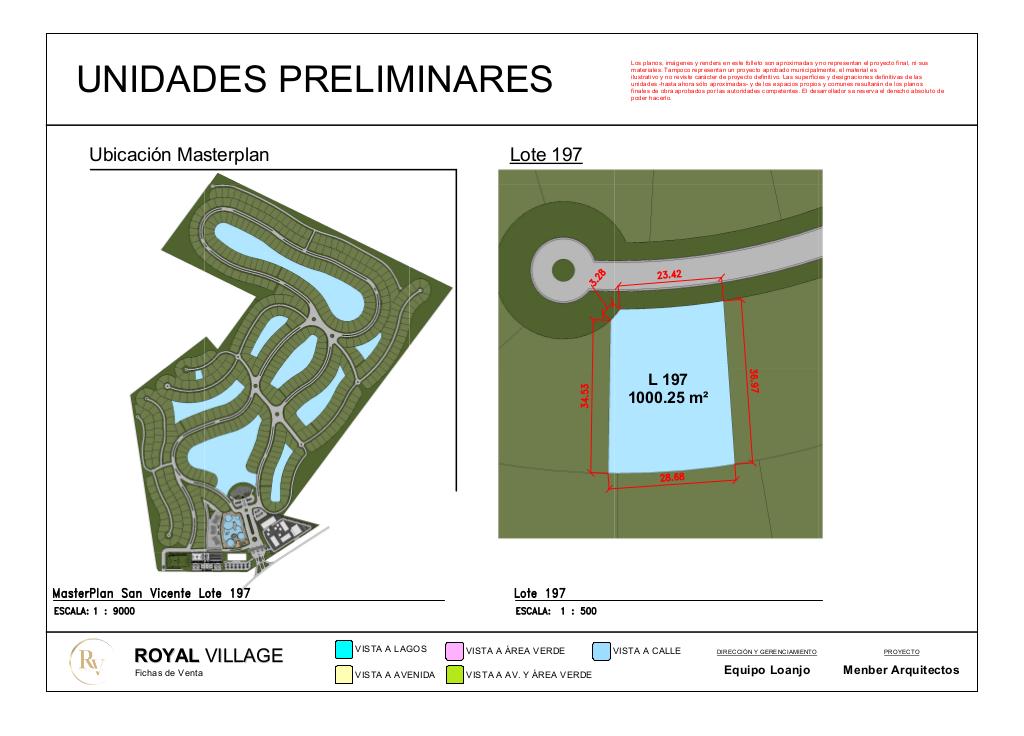 UNIDADES PRELIMINARES
Los planos, imágenes y renders en este folleto son aproximadas y no representan el proyecto final, ni sus
materiales. Tampoco representan un proyecto aprobado municipalmente, el material es
ilustrativo y no reviste carácter de proyecto definitivo. Las superficies y designaciones definitivas de las
unidades -hasta ahora sólo aproximadas- y de los espacios propios y comunes resultarán de los planos
finales de obra aprobados por las autoridades competentes. El desarrollador se reserva el derecho absoluto de
poder hacerlo.
Ubicación Masterplan
Lote 197
3.28
23.42
34.53
36.97
L 197
1000.25 m²
28.68
MasterPlan San Vicente Lote 197
ESCALA: 1 : 9000
Lote 197
ESCALA: 1 : 500
RV
ROYAL VILLAGE
Fichas de Venta
VISTA A LAGOS
VISTA A ÁREA VERDE
VISTA A CALLE
VISTA A AVENIDA
VISTA A AV. Y ÁREA VERDE
DIRECCIÓN Y GERENCIAMIENTO
Equipo Loanjo
PROYECTO
Menber Arquitectos